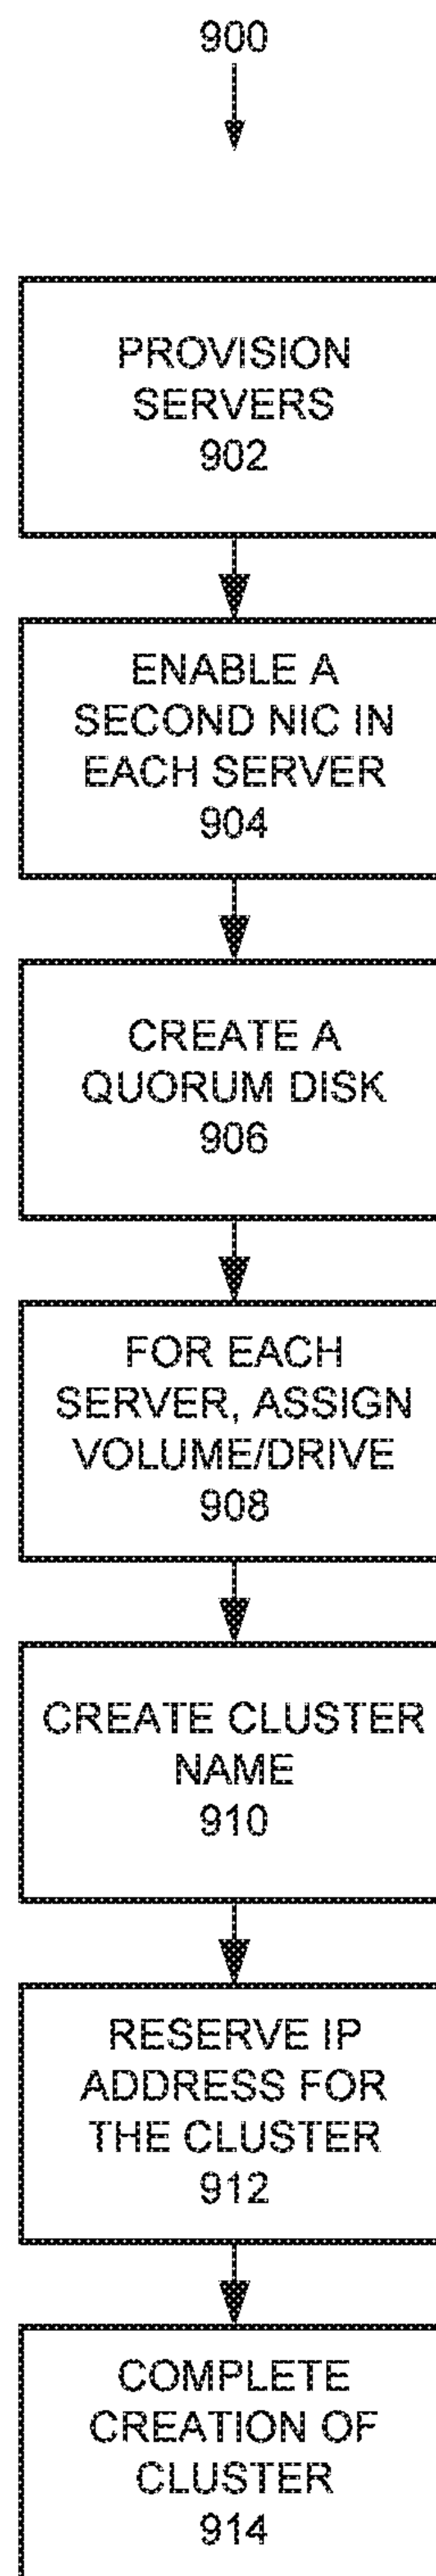 900
PROVISION
SERVERS
902
ENABLE A
SECOND NIC IN
EACH SERVER
904
CREATE A
QUORUM DISK
906
FOR EACH
SERVER, ASSIGN
VOLUME/DRIVE
908
CREATE CLUSTER
NAME
910
RESERVE IP
ADDRESS FOR
THE CLUSTER
912
COMPLETE
CREATION OF
CLUSTER
914